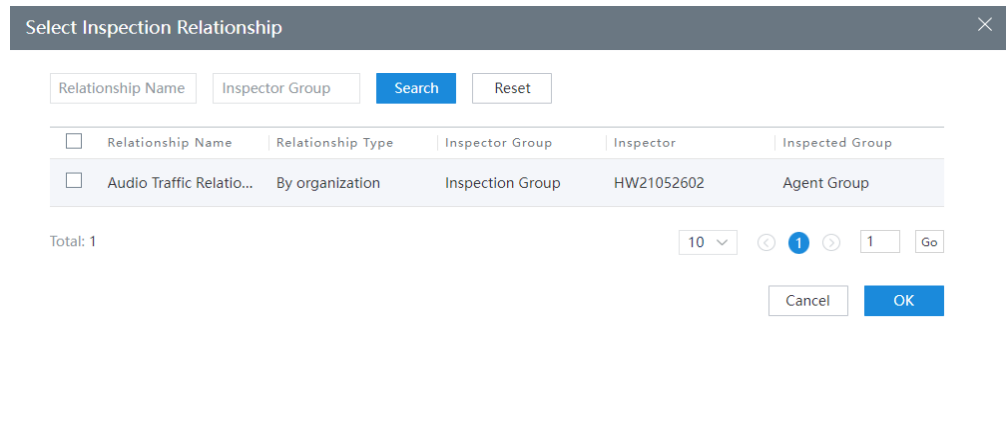 Select Inspection Relationship
Relationship Name Inspector Group Search Reset
Relationship Name Relationship Type Inspector Group Inspector Inspected Group
Audio Traffic Relatio... By organization Inspection Group HW21052602 Agent Group
Total: 1 10 1 1 Go
Cancel OK